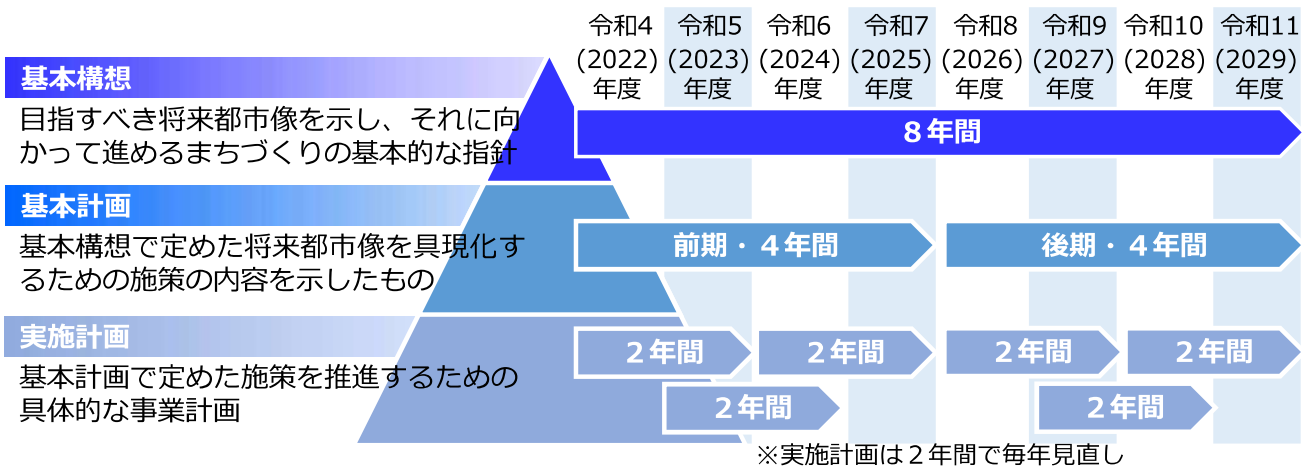 令和4 令和5 令和6 令和7 令和8 令和9 令和10 令和11
(2022) (2023) (2024) (2025) (2026) (2027) (2028) (2029)
年度 年度 年度 年度 年度 年度 年度 年度
基本構想
目指すべき将来都市像を示し、それに向
かって進めるまちづくりの基本的な指針
８年間
基本計画
基本構想で定めた将来都市像を具現化す
るための施策の内容を示したもの
前期・４年間 後期・４年間
実施計画
基本計画で定めた施策を推進するための
具体的な事業計画
２年間 ２年間 ２年間 ２年間
２年間 ２年間
※実施計画は２年間で毎年見直し